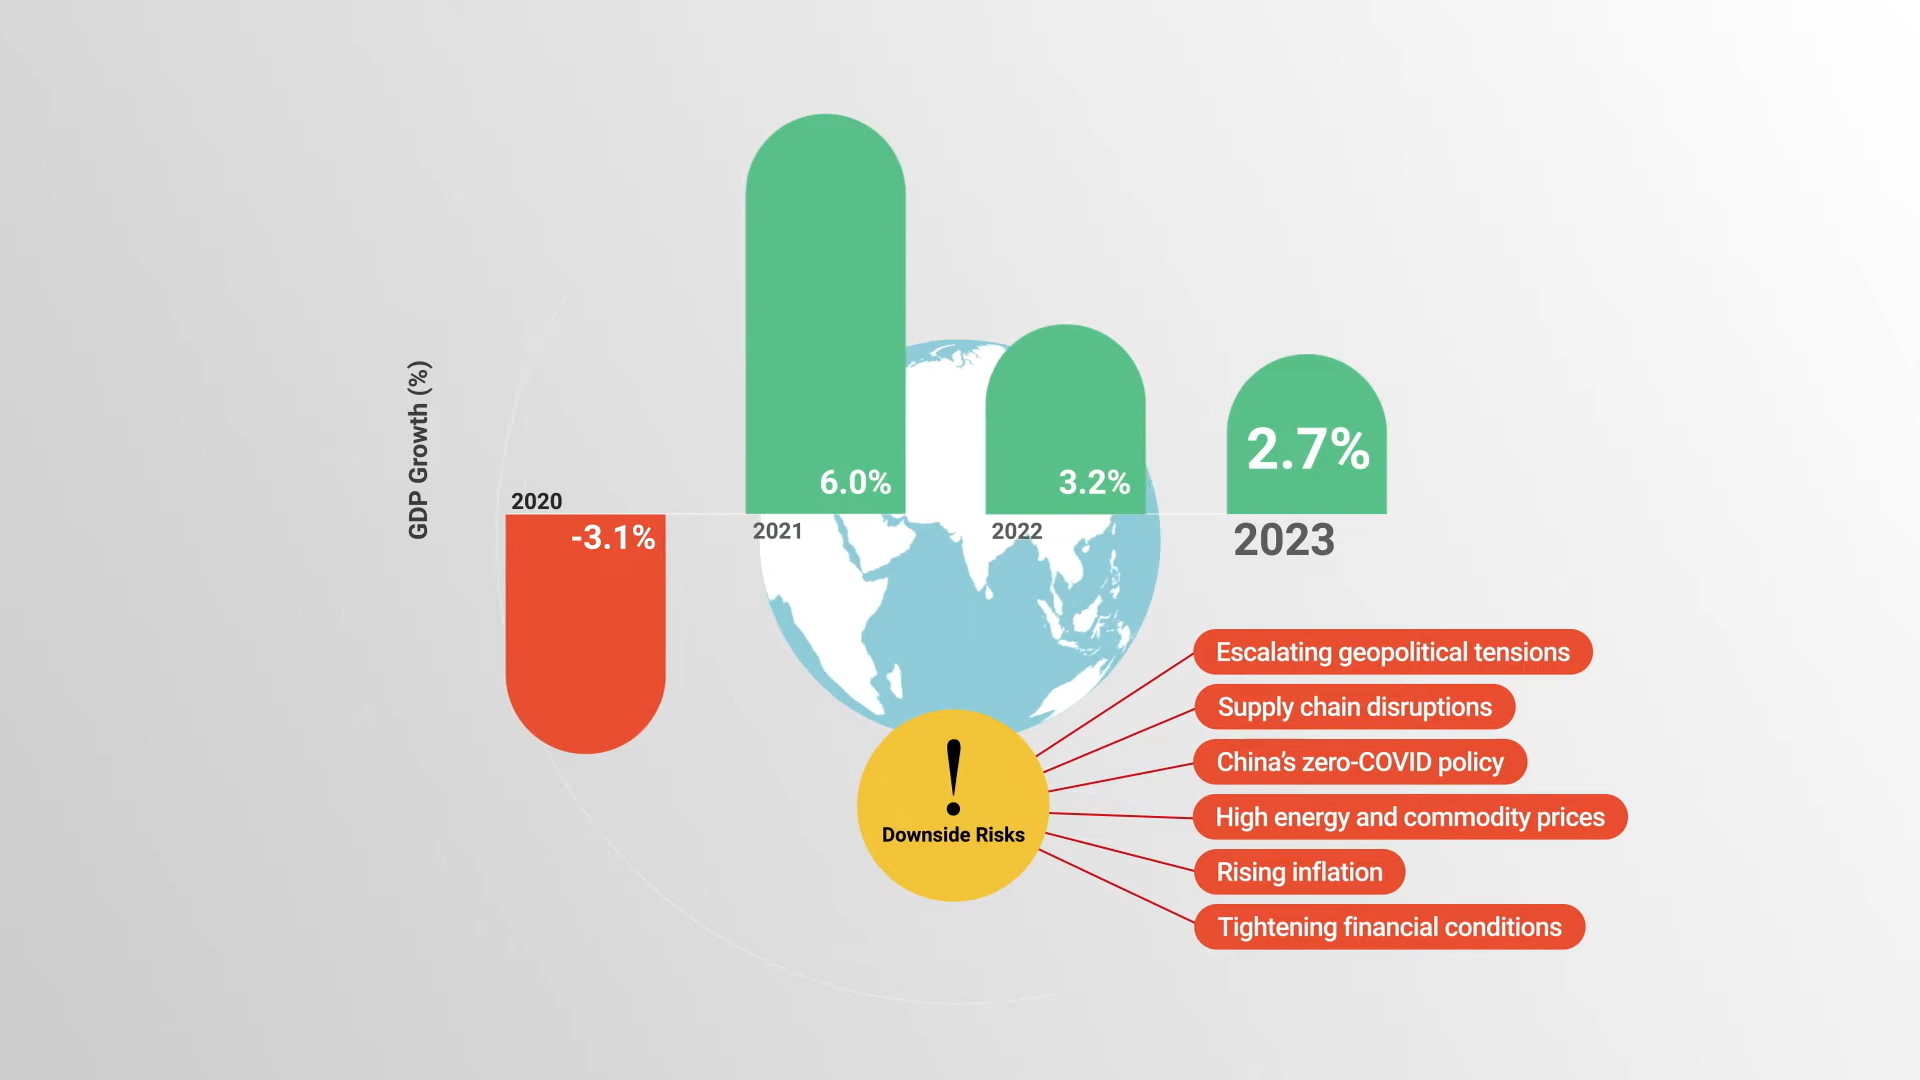 GDP Growth (%)
2020
-3.1%
6.0%
2021
3.2%
2022
2.7%
2023
!
Downside Risks
Escalating geopolitical tensions
Supply chain disruptions
China's zero-COVID policy
High energy and commodity prices
Rising inflation
Tightening financial conditions